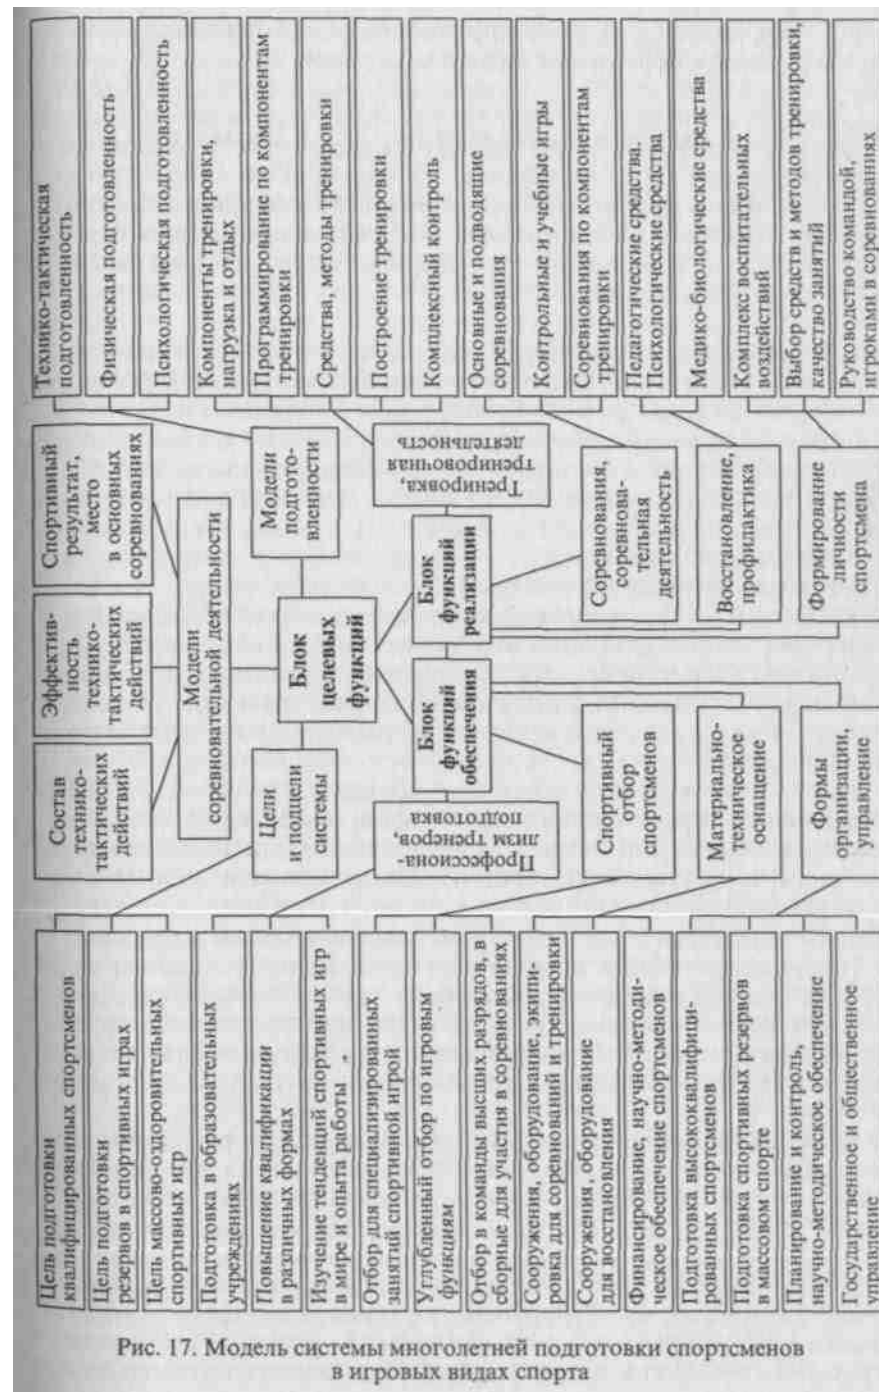 Технико-тактическая
подготовленность
Физическая подготовленность
Психологическая подготовленность
Компоненты тренировки,
нагрузка и отдых
Программирование по компонентам
тренировки
Средства, методы тренировки
Построение тренировки
Комплексный контроль
Основные и подводящие
соревнования
Контрольные и учебные игры
Соревнования по компонентам
тренировки
Педагогические средства.
Психологические средства
Медико-биологические средства
Комплекс воспитательных
воздействий
Выбор средств и методов тренировки,
качество занятий
Руководство командой,
игроками в соревнованиях
Спортивный
результат,
место
в основных
соревнованиях
Эффектив-
ность
технико-
тактических
действий
Состав
технико-
тактических
действий
Модели
соревновательной деятельности
Модели
подгото-
вленности
Блок
целевых
функций
Цели
и подцели
системы
Тренировка,
тренировочная
деятельность
Блок
функций
реализации
Соревнования,
соревнова-
тельная
деятельность
Восстановление,
профилактика
Формирование
личности
спортсмена
Блок
функций
обеспечения
Профессиона-
лизм тренеров,
подготовка
Спортивный
отбор
спортсменов
Материально-
техническое
оснащение
Формы
организации,
управление
Цель подготовки
квалифицированных спортсменов
Цель подготовки
резервов в спортивных играх
Цель массово-оздоровительных
спортивных игр
Подготовка в образовательных
учреждениях
Повышение квалификации
в различных формах
Изучение тенденций спортивных игр
в мире и опыта работы
Отбор для специализированных
занятий спортивной игрой
Углубленный отбор по игровым
функциям
Отбор в команды высших разрядов, в
сборные для участия в соревнованиях
Сооружения, оборудование, экипи-
ровка для соревнований и тренировки
Сооружения, оборудование
для восстановления
Финансирование, научно-методи-
ческое обеспечение спортсменов
Подготовка высококвалифици-
рованных спортсменов
Подготовка спортивных резервов
в массовом спорте
Планирование и контроль,
научно-методическое обеспечение
Государственное и общественное
управление
Рис. 17. Модель системы многолетней подготовки спортсменов
в игровых видах спорта